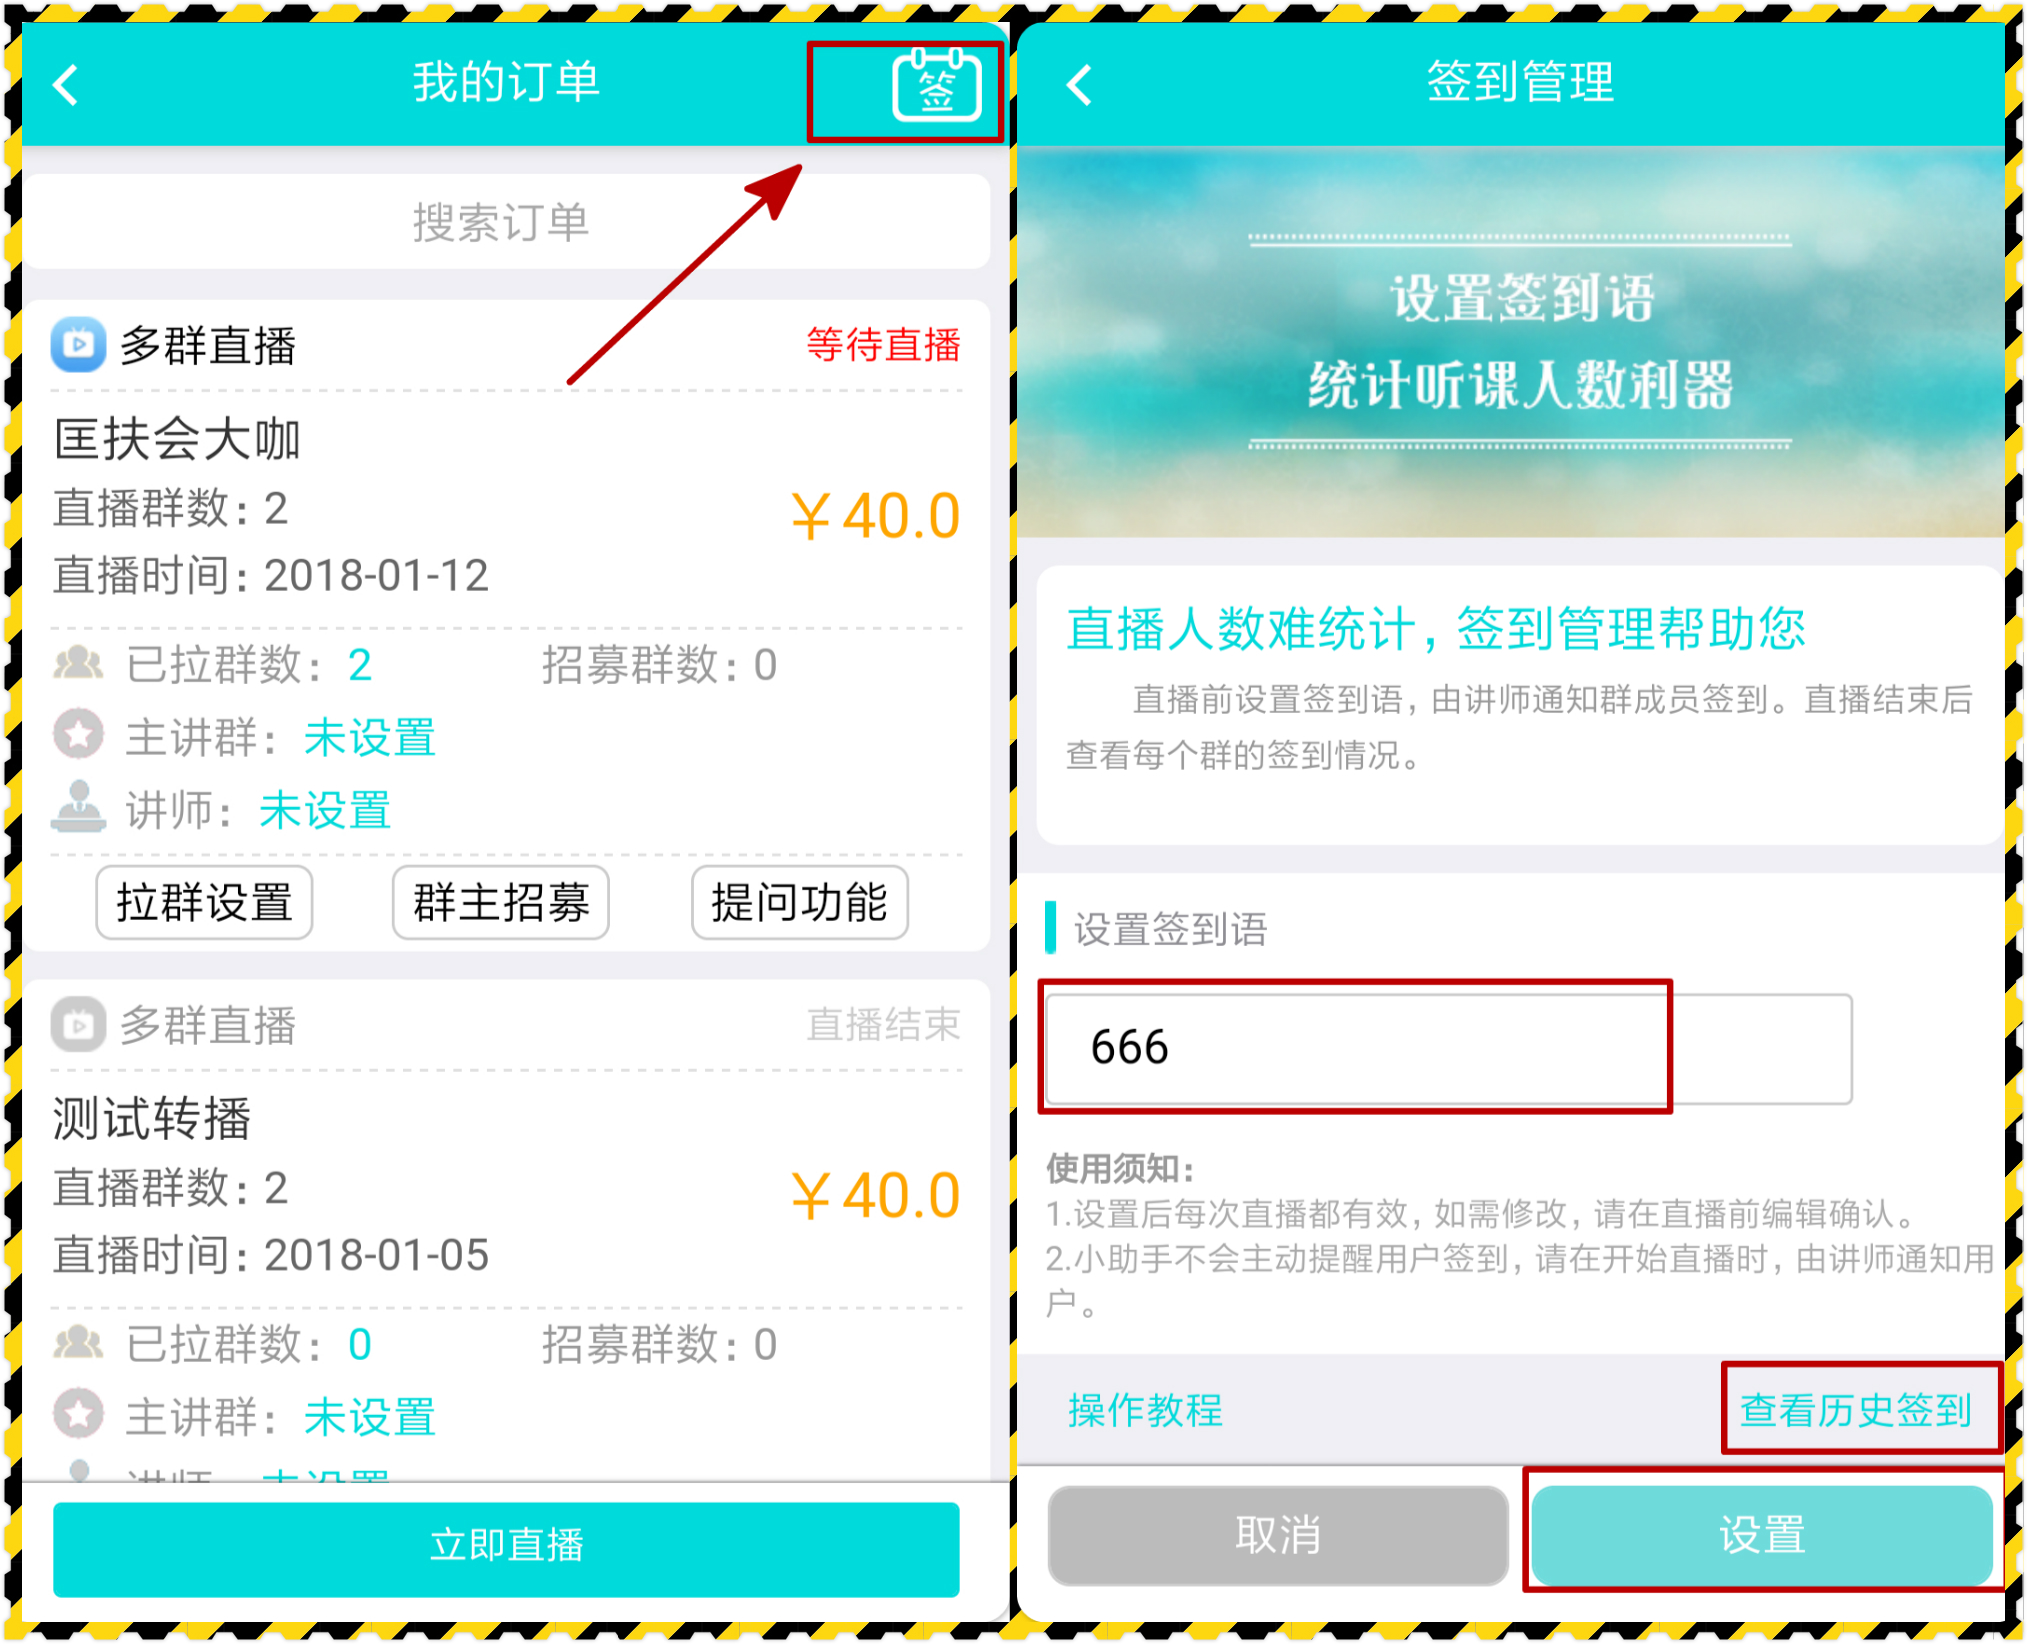 我的订单
签
搜索订单
多群直播
等待直播
匡扶会大咖
直播群数：2
￥40.0
直播时间：2018-01-12
已拉群数：2
招募群数：0
主讲群：未设置
讲师：未设置
拉群设置
群主招募
提问功能
多群直播
直播结束
测试转播
直播群数：2
￥40.0
直播时间：2018-01-05
已拉群数：0
招募群数：0
主讲群：未设置
讲师 未设置
立即直播
签到管理
设置签到语
统计听课人数利器
直播人数难统计，签到管理帮助您
直播前设置签到语，由讲师通知群成员签到。直播结束后
查看每个群的签到情况。
设置签到语
666
使用须知：
1.设置后每次直播都有效，如需修改，请在直播前编辑确认。
2.小助手不会主动提醒用户签到，请在开始直播时，由讲师通知用
户。
操作教程
查看历史签到
取消
设置